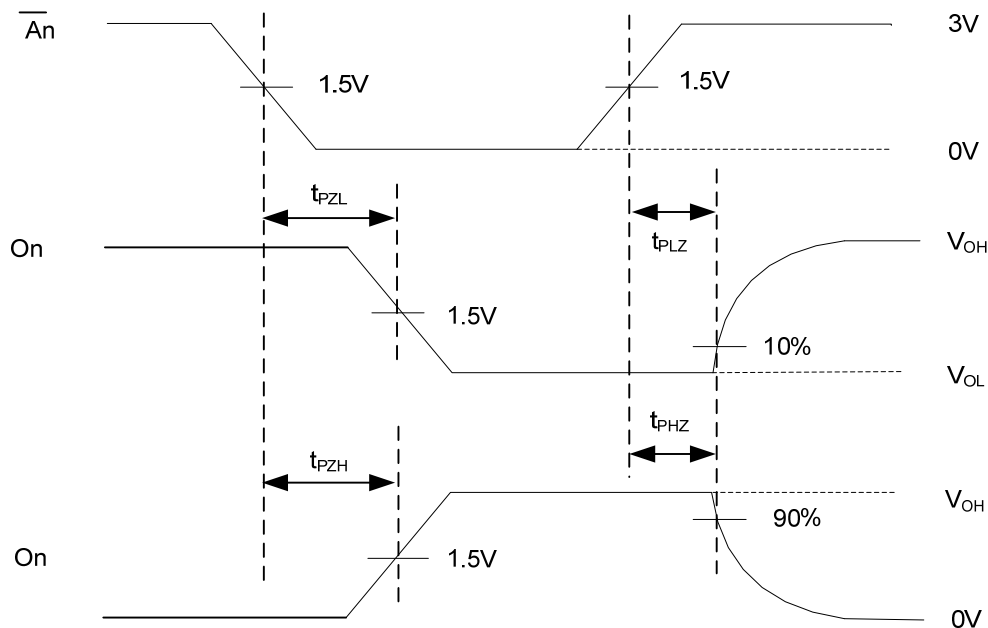 A̅n̅ 3V
1.5V 1.5V
0V
tPZL tPLZ
On VOH
1.5V 10%
VOL
tPZH tPHZ
VOH
90%
On 1.5V
0V